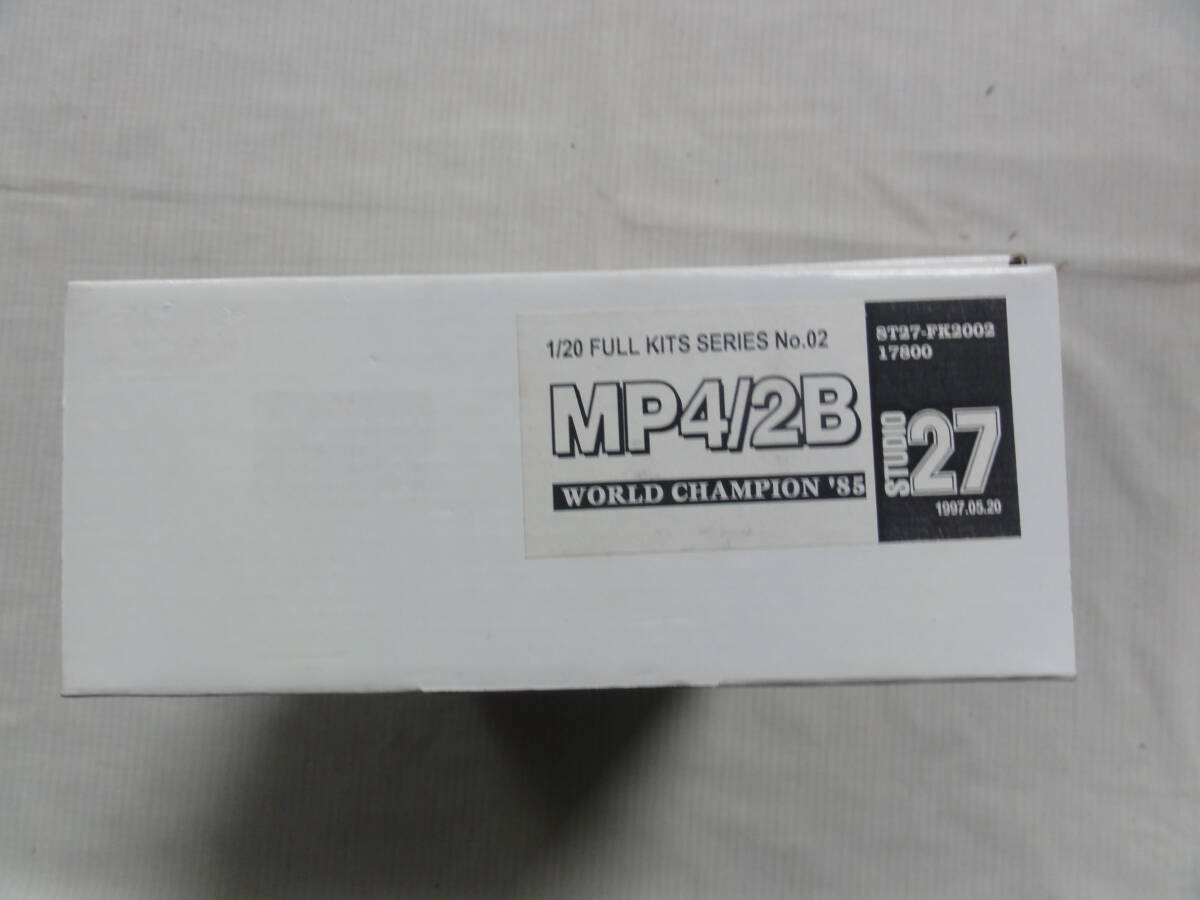 1/20 FULL KITS SERIES No.02
MP4/2B
WORLD CHAMPION '85
ST27-FK2002
17800
STUDIO 27
1997.05.20